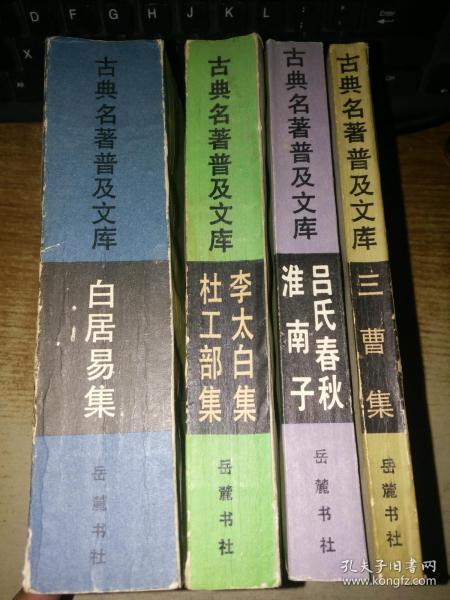 古典名著普及文库
白居易集
岳麓书社
古典名著普及文库
李太白集
杜工部集
岳麓书社
古典名著普及文库
吕氏春秋
淮南子
岳麓书社
古典名著普及文库
三曹集
岳麓书社
孔夫子旧书网
www.kongfz.com